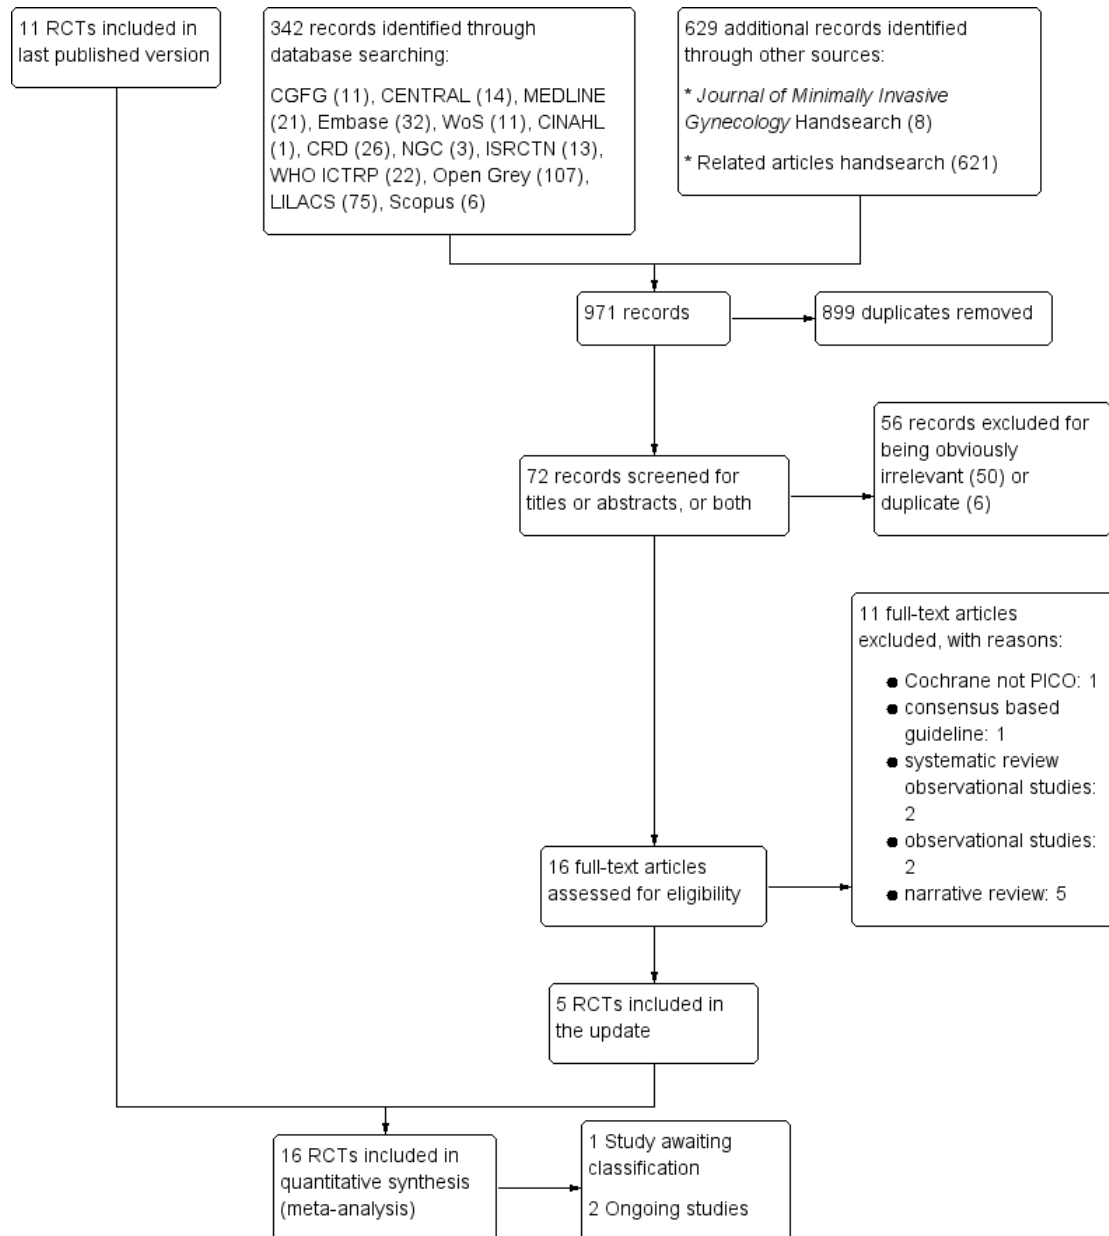 11 RCTs included in
last published version
342 records identified through
database searching:
CGFG (11), CENTRAL (14), MEDLINE
(21), Embase (32), WoS (11), CINAHL
(1), CRD (26), NGC (3), ISRCTN (13),
WHO ICTRP (22), Open Grey (107),
LILACS (75), Scopus (6)
629 additional records identified
through other sources:
* Journal of Minimally Invasive
Gynecology Handsearch (8)
* Related articles handsearch (621)
971 records
899 duplicates removed
72 records screened for
titles or abstracts, or both
56 records excluded for
being obviously
irrelevant (50) or
duplicate (6)
16 full-text articles
assessed for eligibility
11 full-text articles
excluded, with reasons:
● Cochrane not PICO: 1
● consensus based
guideline: 1
● systematic review
observational studies:
2
● observational studies:
2
● narrative review: 5
5 RCTs included in
the update
16 RCTs included in
quantitative synthesis
(meta-analysis)
1 Study awaiting
classification
2 Ongoing studies